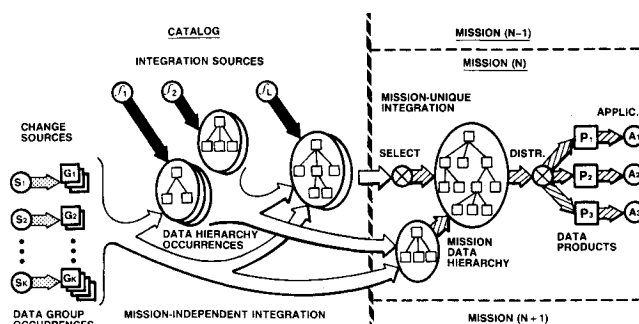 CATALOG
INTEGRATION SOURCES
MISSION (N-1)
MISSION (N)
MISSION-UNIQUE
INTEGRATION
APPLIC.
CHANGE
SOURCES
f1
f2
fL
SELECT
DISTR.
S1
G1
S2
G2
SK
GK
P1
A1
P2
A2
P3
A3
DATA HIERARCHY
OCCURRENCES
MISSION
DATA
HIERARCHY
DATA
PRODUCTS
DATA GROUP
OCCURRENCES
MISSION-INDEPENDENT INTEGRATION
MISSION (N + 1)